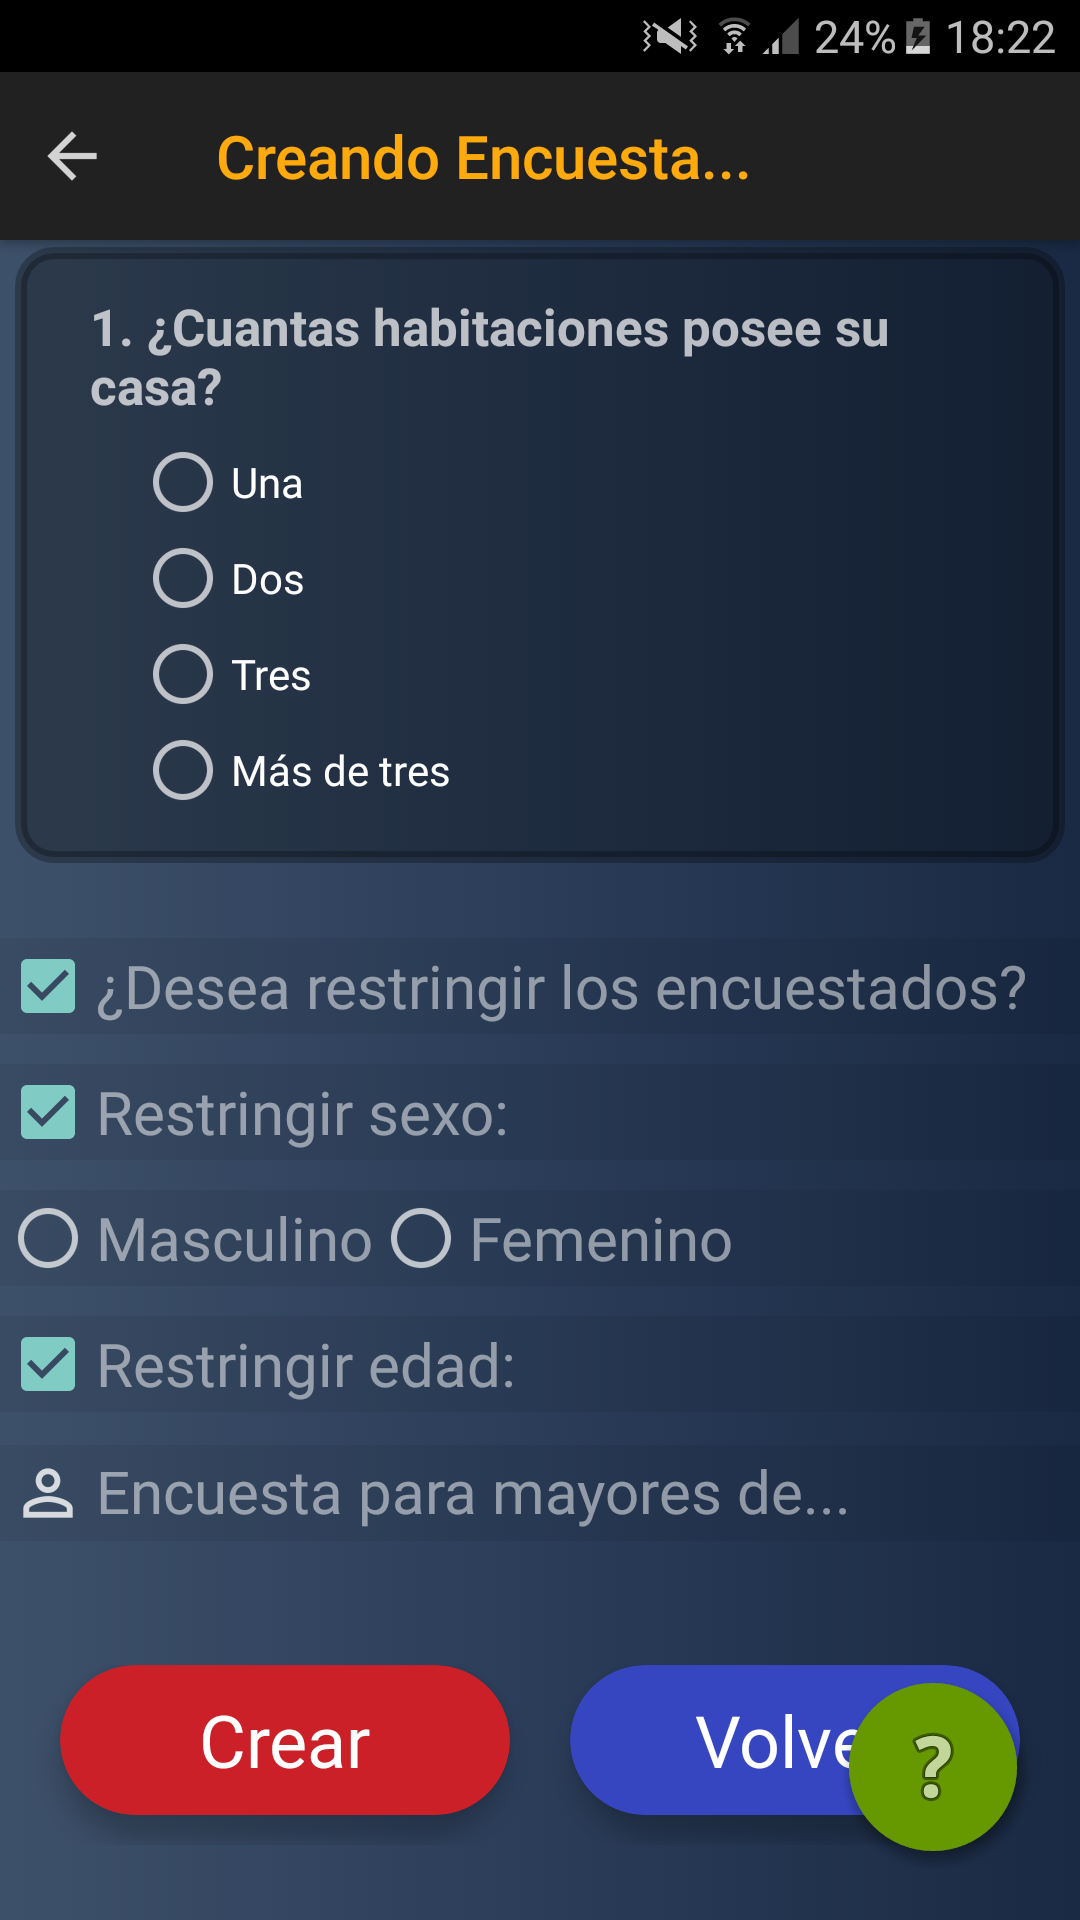 24% 18:22
Creando Encuesta...
1. ¿Cuantas habitaciones posee su
casa?
Una
Dos
Tres
Más de tres
¿Desea restringir los encuestados?
Restringir sexo:
Masculino Femenino
Restringir edad:
Encuesta para mayores de...
Crear Volve
?